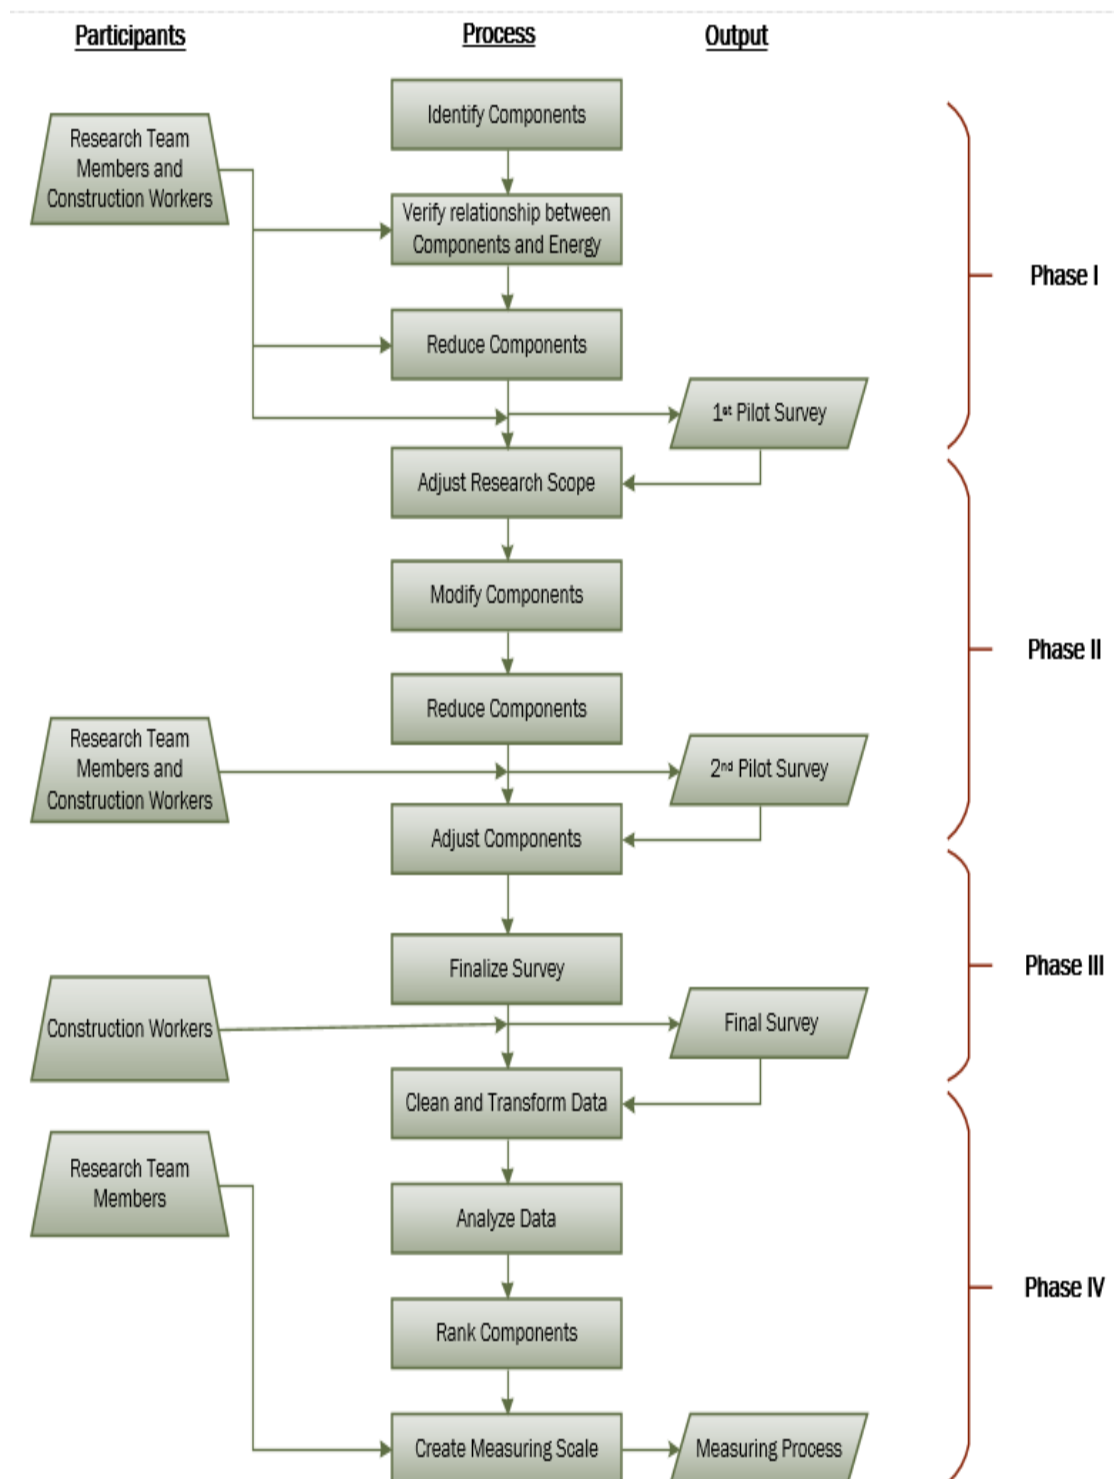 Participants
Process
Output
Identify Components
Research Team
Members and
Construction Workers
Verify relationship between
Components and Energy
Phase I
Reduce Components
1st Pilot Survey
Adjust Research Scope
Modify Components
Phase II
Reduce Components
Research Team
Members and
Construction Workers
2nd Pilot Survey
Adjust Components
Finalize Survey
Phase III
Construction Workers
Final Survey
Clean and Transform Data
Research Team
Members
Analyze Data
Phase IV
Rank Components
Create Measuring Scale
Measuring Process